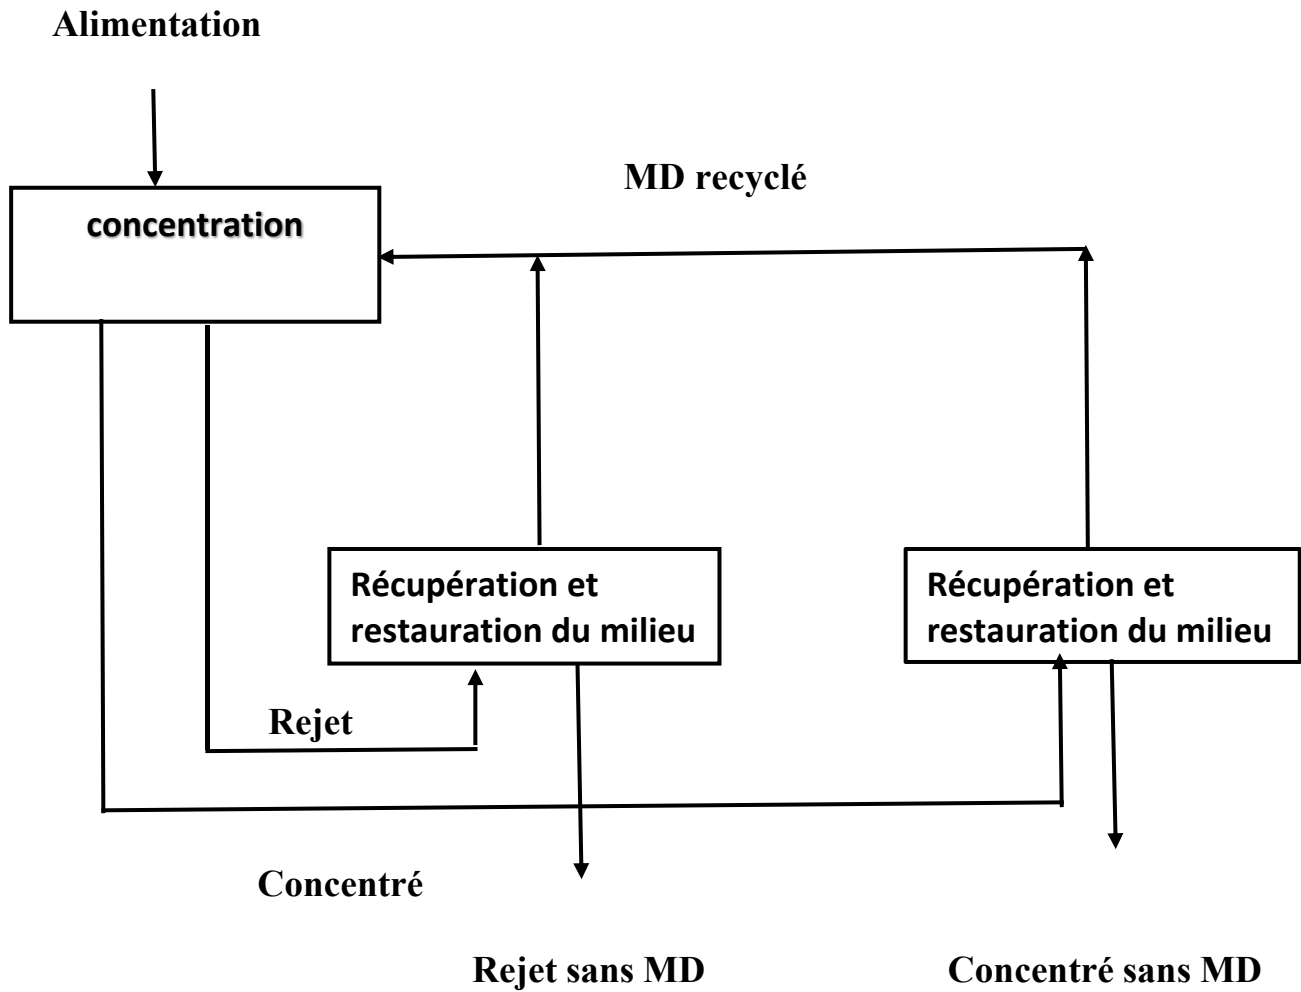 Alimentation
MD recyclé
concentration
Récupération et
restauration du milieu
Récupération et
restauration du milieu
Rejet
Concentré
Rejet sans MD
Concentré sans MD